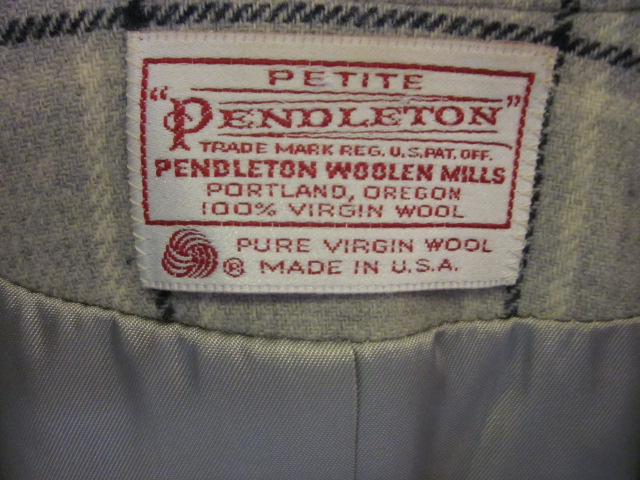 PETITE
"PENDLETON"
TRADE MARK REG. U.S. PAT. OFF.
PENDLETON WOOLEN MILLS
PORTLAND, OREGON
100% VIRGIN WOOL
PURE VIRGIN WOOL
® MADE IN U.S.A.